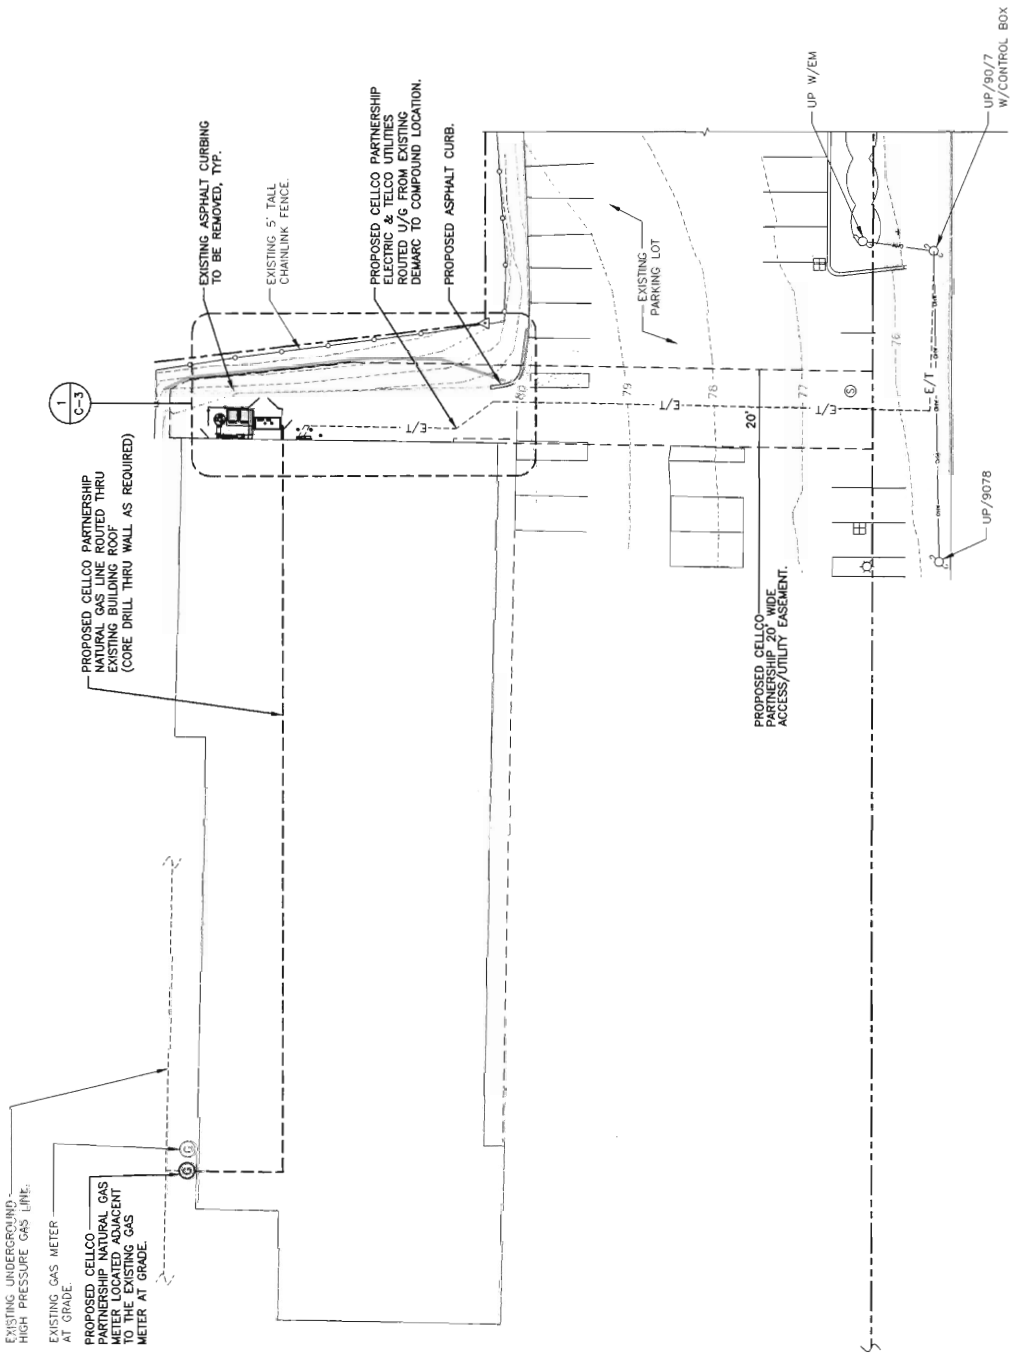 EXISTING UNDERGROUND
HIGH PRESSURE GAS LINE.
EXISTING GAS METER
AT GRADE.
PROPOSED CELLCO
PARTNERSHIP NATURAL GAS
METER LOCATED ADJACENT
TO THE EXISTING GAS
METER AT GRADE.
G
G
PROPOSED CELLCO PARTNERSHIP
NATURAL GAS LINE ROUTED THRU
EXISTING BUILDING ROOF
(CORE DRILL THRU WALL AS REQUIRED)
1
C-3
EXISTING ASPHALT CURBING
TO BE REMOVED, TYP.
EXISTING 5' TALL
CHAINLINK FENCE.
PROPOSED CELLCO PARTNERSHIP
ELECTRIC & TELCO UTILITIES
ROUTED U/G FROM EXISTING
DEMARC TO COMPOUND LOCATION.
PROPOSED ASPHALT CURB.
E/T
80
79
78
77
76
EXISTING
PARKING LOT
E/T
20'
E/T
S
E/T
PROPOSED CELLCO
PARTNERSHIP 20' WIDE
ACCESS/UTILITY EASEMENT.
UP W/EM
UP/90/7
W/CONTROL BOX
UP/9078